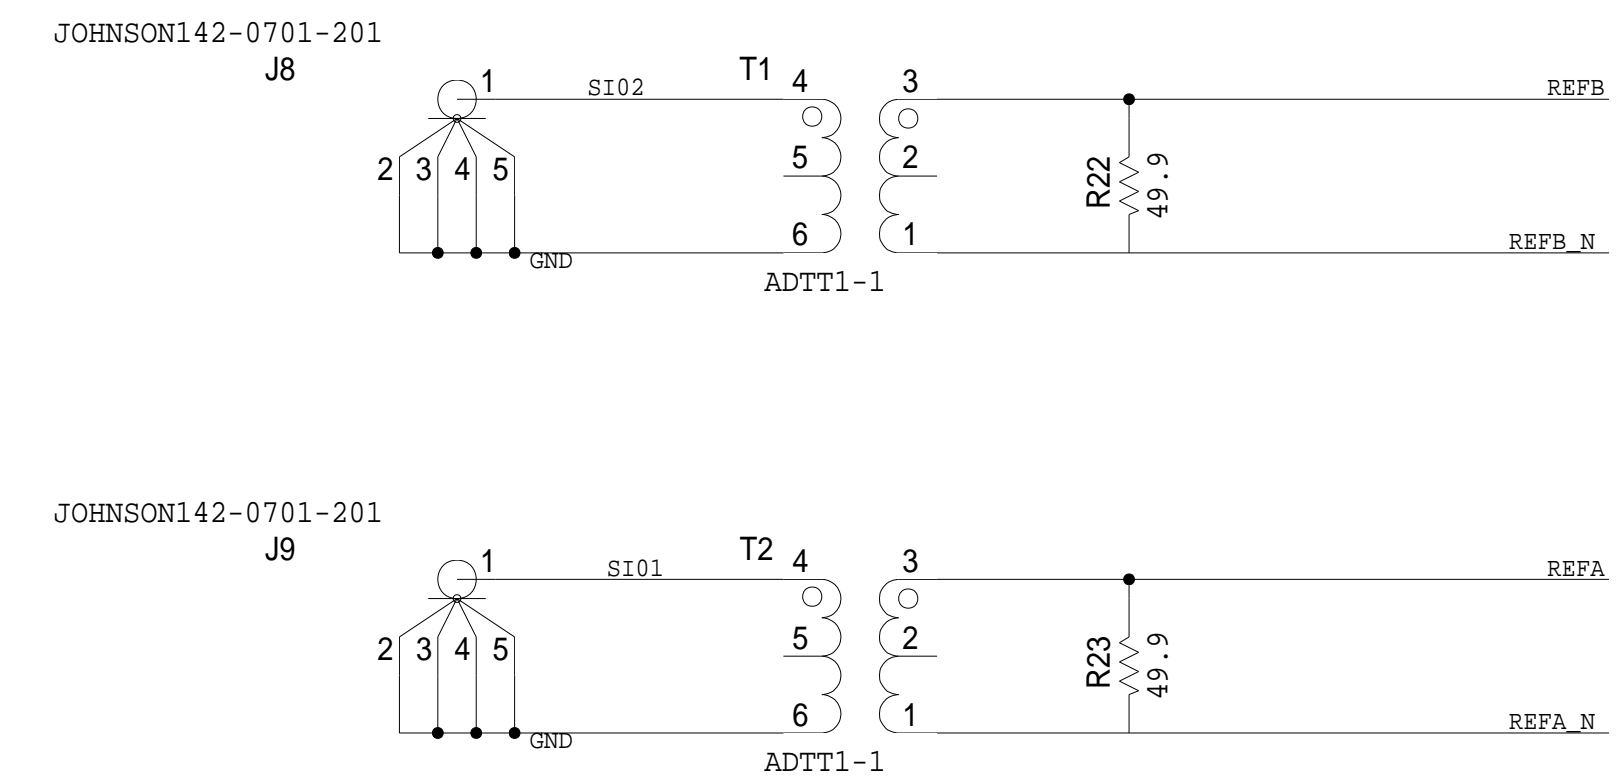 JOHNSON142-0701-201
J8
1
SI02
T1
4
3
REFB
2
3
4
5
5
2
R22
49.9
6
1
GND
REFB_N
ADTT1-1
JOHNSON142-0701-201
J9
1
SI01
T2
4
3
REFA
2
3
4
5
5
2
R23
49.9
6
1
GND
REFA_N
ADTT1-1